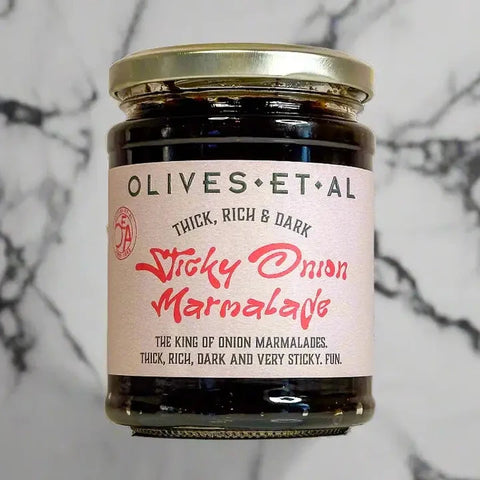 OLIVES • ET • AL
THICK, RICH & DARK
Sticky Onion
Marmalade
THE KING OF ONION MARMALADES.
THICK, RICH, DARK AND VERY STICKY. FUN.